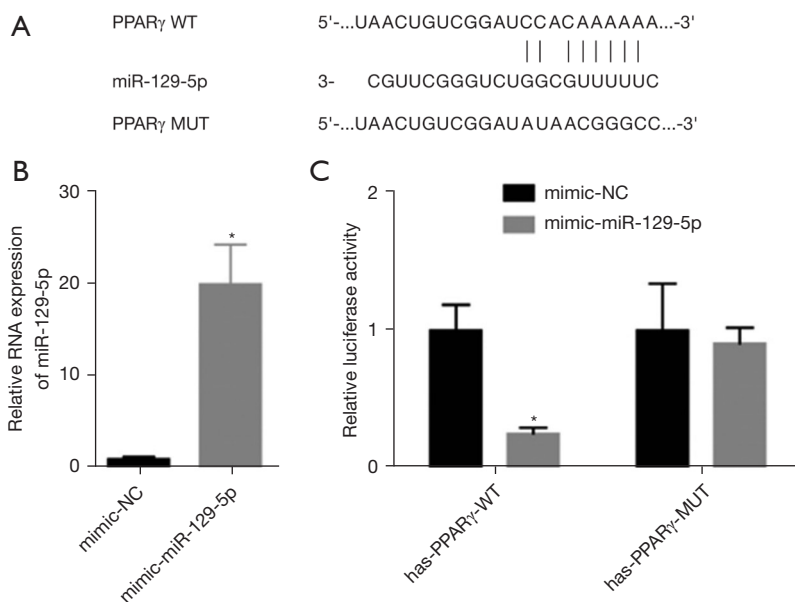 A
PPARγ WT 5'-...UAACUGUCGGAUCCACAAAAAA...-3'
miR-129-5p 3- CGUUCGGGUCUGGCGUUUUUC
PPARγ MUT 5'-...UAACUGUCGGAUAUAACGGGCC...-3'
B
Relative RNA expression
of miR-129-5p
30
20
10
0
*
mimic-NC
mimic-miR-129-5p
C
mimic-NC
mimic-miR-129-5p
Relative luciferase activity
2
1
0
*
has-PPARγ-WT
has-PPARγ-MUT